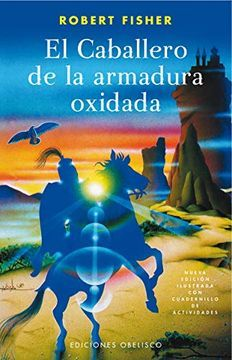 ROBERT FISHER
El Caballero
de la armadura
oxidada
NUEVA
EDICIÓN
ILUSTRADA
CON
CUADERNILLO
DE
ACTIVIDADES
EDICIONES OBELISCO